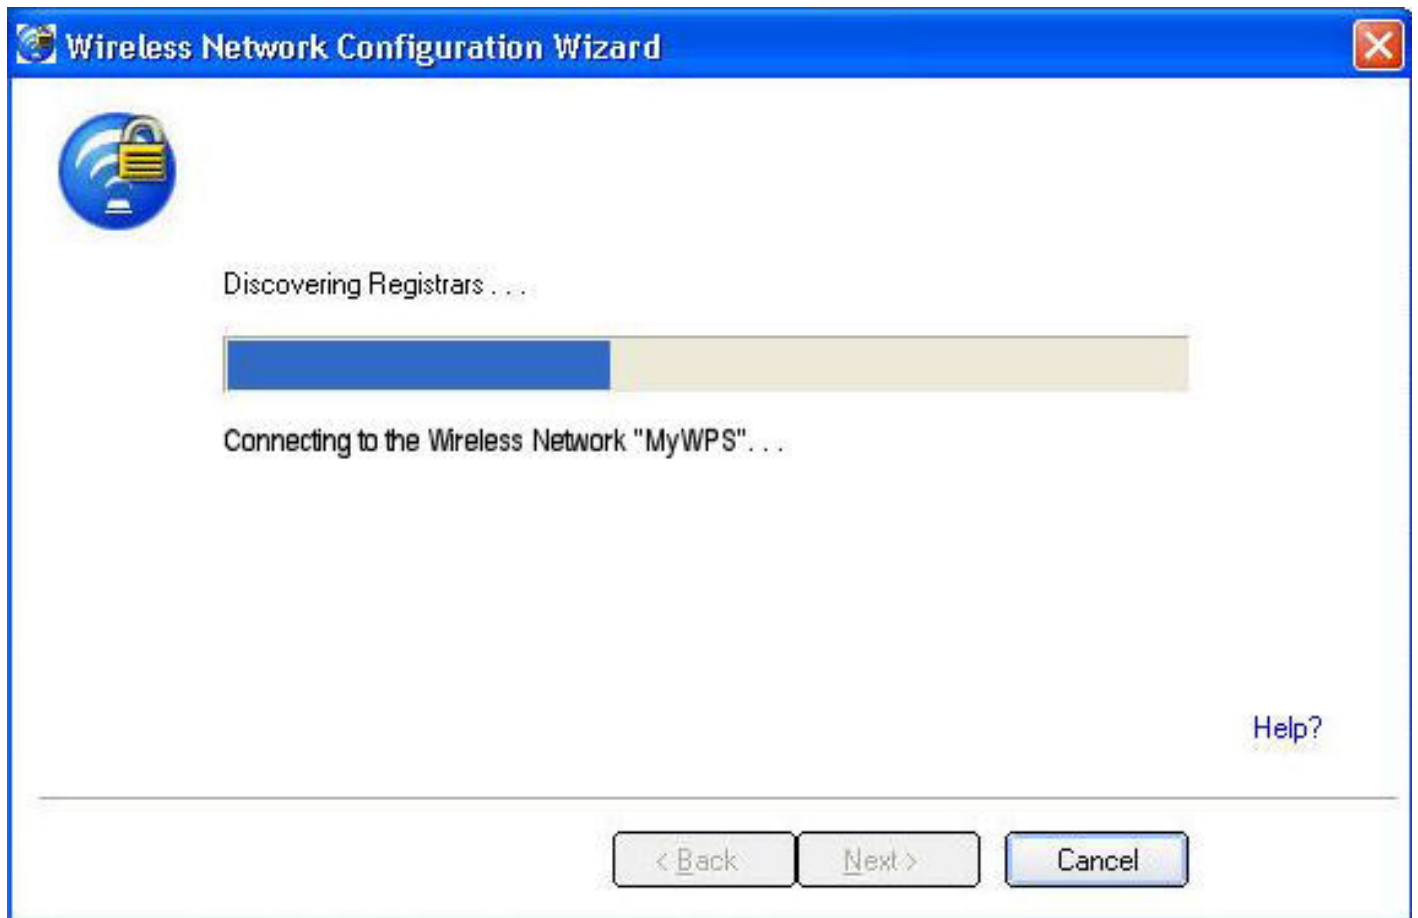 Wireless Network Configuration Wizard
Discovering Registrars . . .
Connecting to the Wireless Network "MyWPS". . .
Help?
< Back Next > Cancel